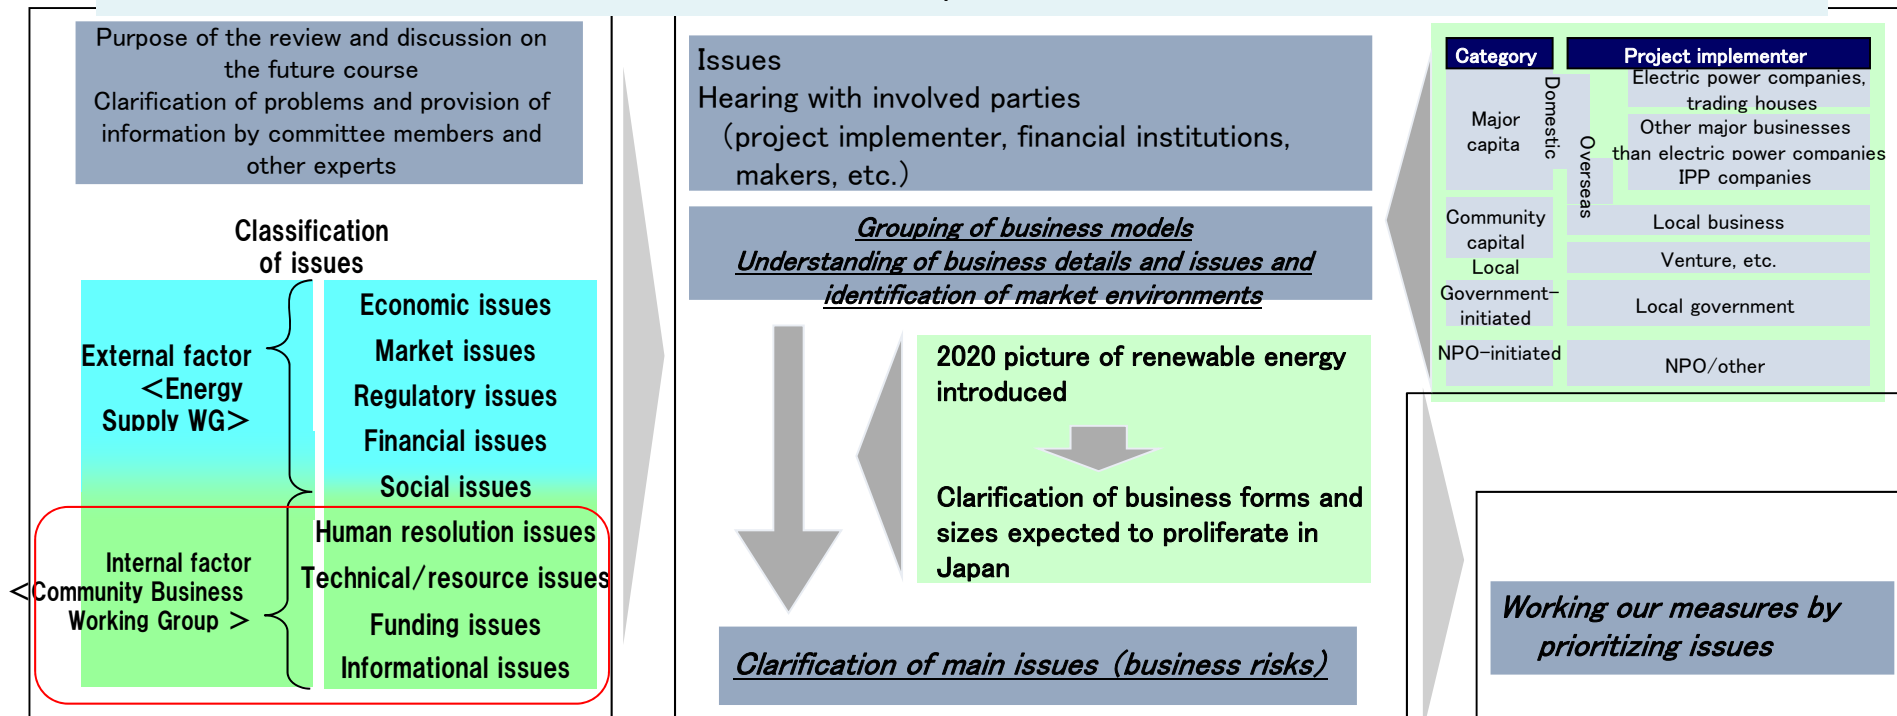 Purpose of the review and discussion on
the future course
Clarification of problems and provision of
information by committee members and
other experts
Classification
of issues
External factor
<Energy
Supply WG>
Economic issues
Market issues
Regulatory issues
Financial issues
Social issues
Internal factor
<Community Business
Working Group >
Human resolution issues
Technical/resource issues
Funding issues
Informational issues
Issues
Hearing with involved parties
(project implementer, financial institutions,
makers, etc.)
Grouping of business models
Understanding of business details and issues and
identification of market environments
2020 picture of renewable energy
introduced
Clarification of business forms and
sizes expected to proliferate in
Japan
Clarification of main issues (business risks)
Category
Project implementer
Major
capita
Domestic
Overseas
Electric power companies,
trading houses
Other major businesses
than electric power companies
IPP companies
Community
capital
Local business
Venture, etc.
Local
Government-
initiated
Local government
NPO-initiated
NPO/other
Working our measures by
prioritizing issues